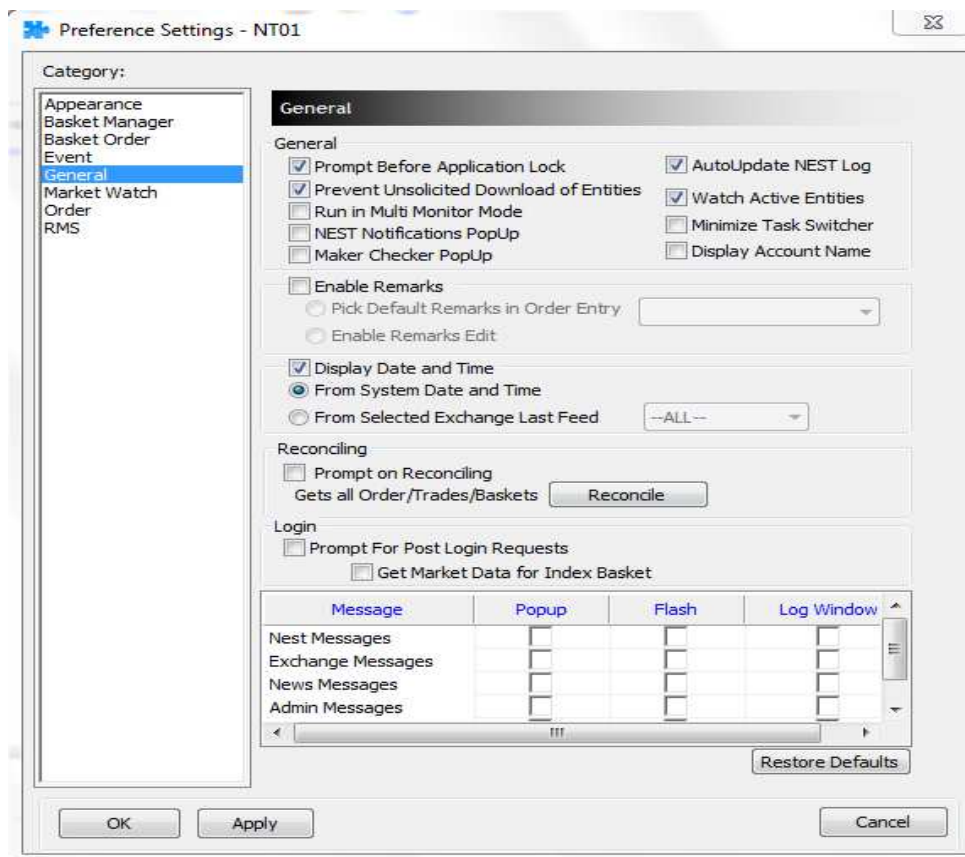 Preference Settings - NT01
Category:
Appearance
Basket Manager
Basket Order
Event
General
Market Watch
Order
RMS
General
General
Prompt Before Application Lock
AutoUpdate NEST Log
Prevent Unsolicited Download of Entities
Watch Active Entities
Run in Multi Monitor Mode
Minimize Task Switcher
NEST Notifications PopUp
Display Account Name
Maker Checker PopUp
Enable Remarks
Pick Default Remarks in Order Entry
Enable Remarks Edit
Display Date and Time
From System Date and Time
From Selected Exchange Last Feed
--ALL--
Reconciling
Prompt on Reconciling
Gets all Order/Trades/Baskets
Reconcile
Login
Prompt For Post Login Requests
Get Market Data for Index Basket
Message Popup Flash Log Window
Nest Messages
Exchange Messages
News Messages
Admin Messages
Restore Defaults
OK
Apply
Cancel